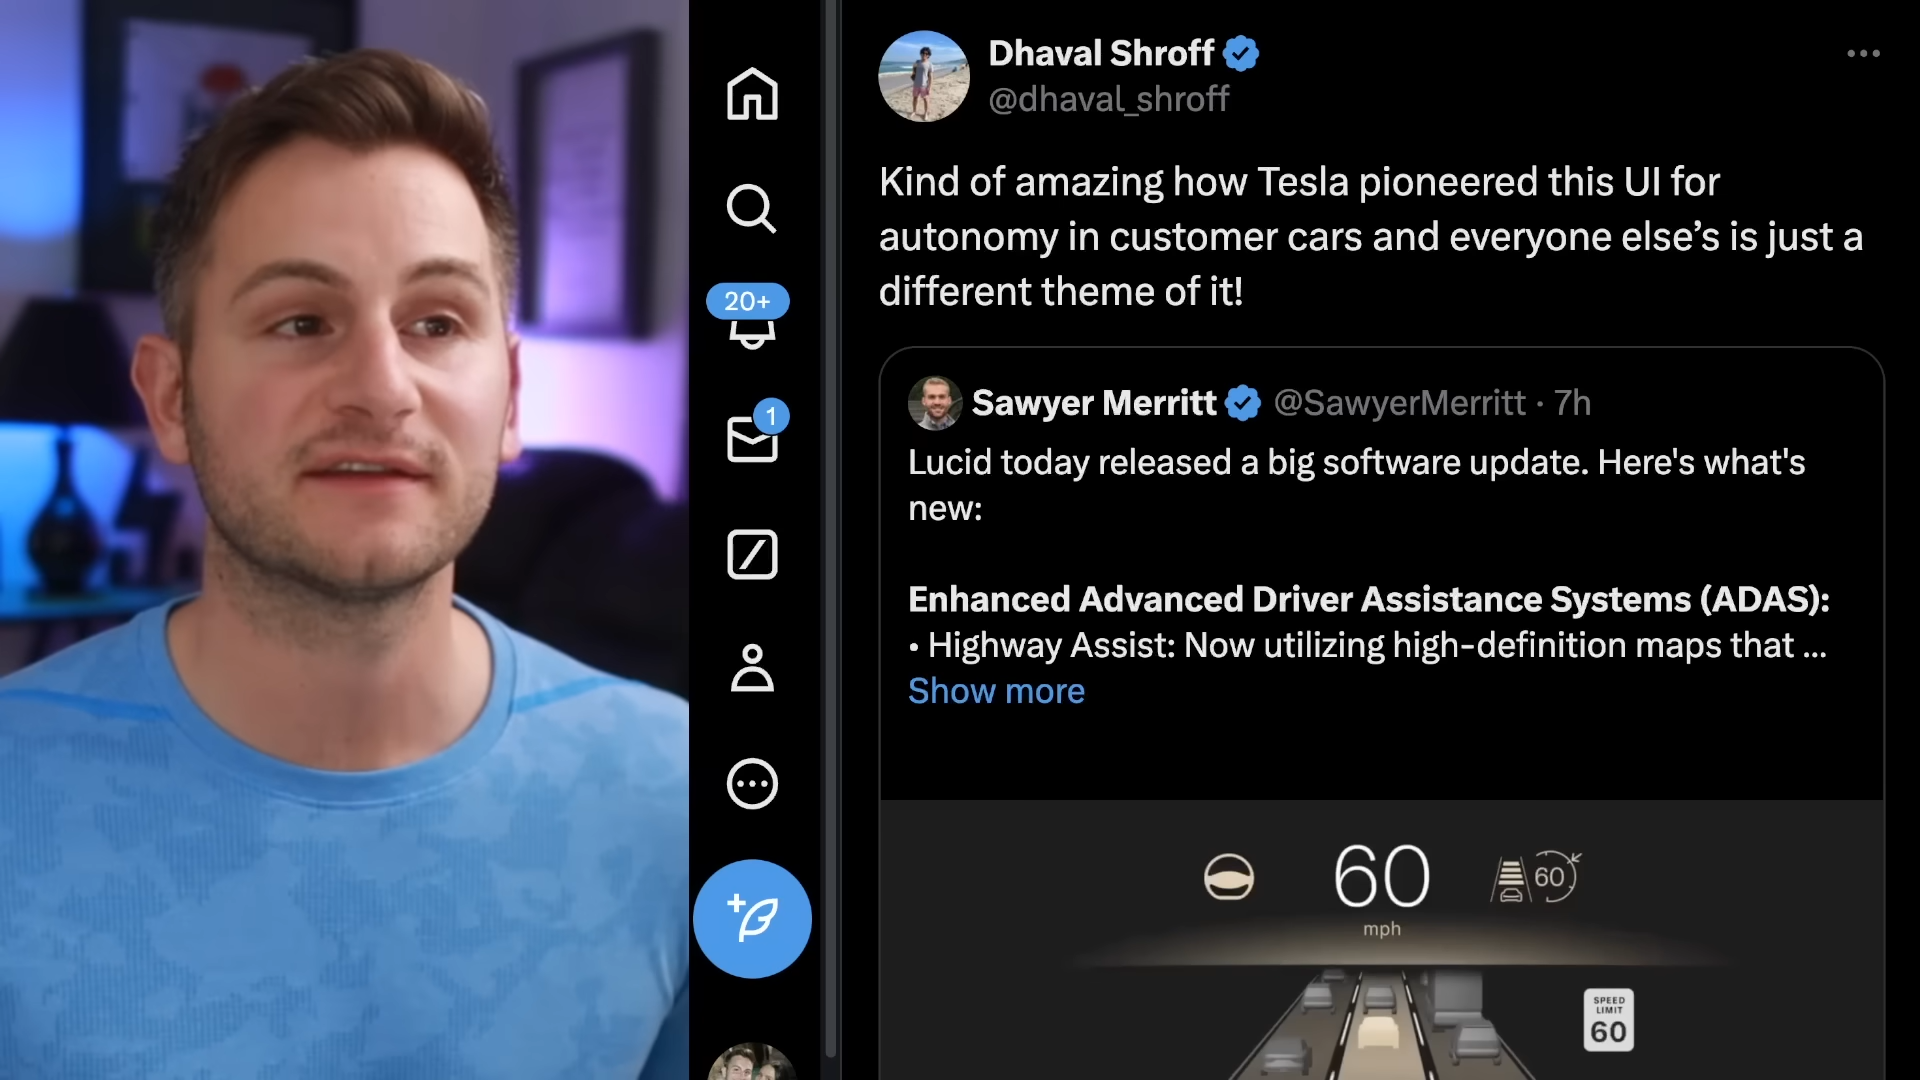 Dhaval Shroff
@dhaval_shroff
Kind of amazing how Tesla pioneered this UI for
autonomy in customer cars and everyone else’s is just a
different theme of it!
20+
1
Sawyer Merritt @SawyerMerritt · 7h
Lucid today released a big software update. Here's what's
new:
Enhanced Advanced Driver Assistance Systems (ADAS):
• Highway Assist: Now utilizing high-definition maps that ...
Show more
60
mph
60
SPEED
LIMIT
60